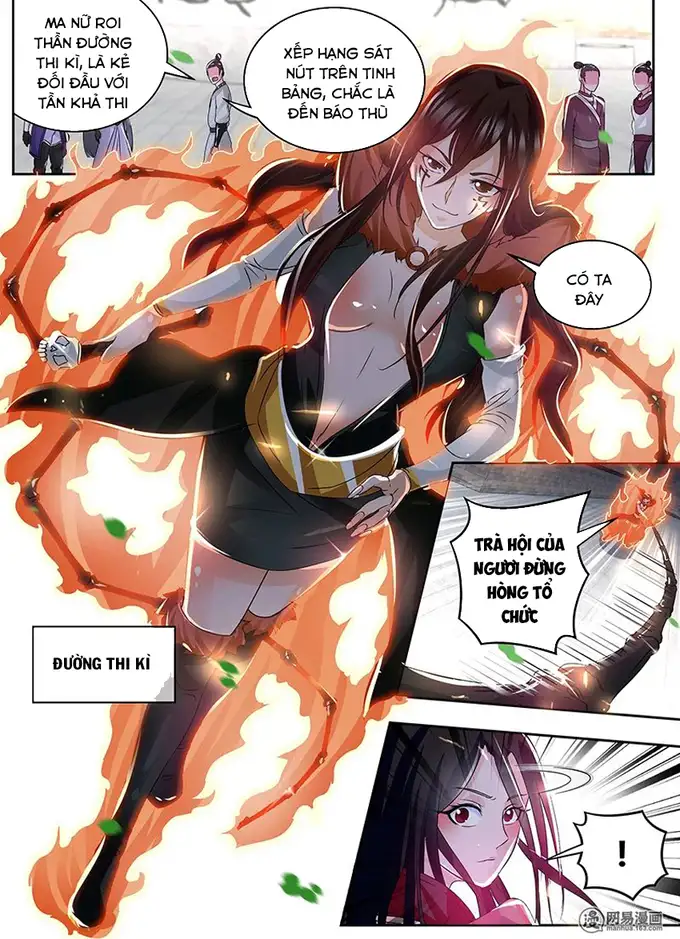 MA NỮ ROI
THẦN ĐƯỜNG
THI KÌ, LÀ KẺ
ĐỐI ĐẦU VỚI
TẦN KHẢ THI
XẾP HẠNG SÁT
NÚT TRÊN TINH
BẢNG, CHẮC LÀ
ĐẾN BÁO THÙ
CÓ TA
ĐÂY
TRÀ HỘI CỦA
NGƯƠI ĐỪNG
HÒNG TỔ
CHỨC
ĐƯỜNG THI KÌ
!
网易漫画
manhua.163.com